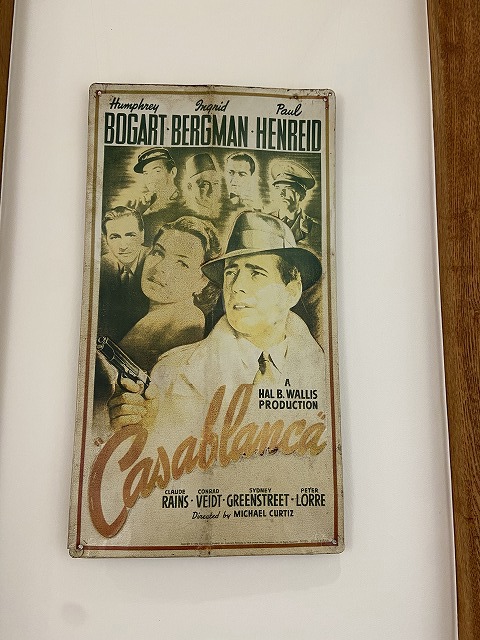 Humphrey Ingrid Paul
BOGART · BERGMAN · HENREID
A
HAL B. WALLIS
PRODUCTION
"Casablanca"
CLAUDE CONRAD SYDNEY PETER
RAINS · VEIDT · GREENSTREET · LORRE
Directed by MICHAEL CURTIZ